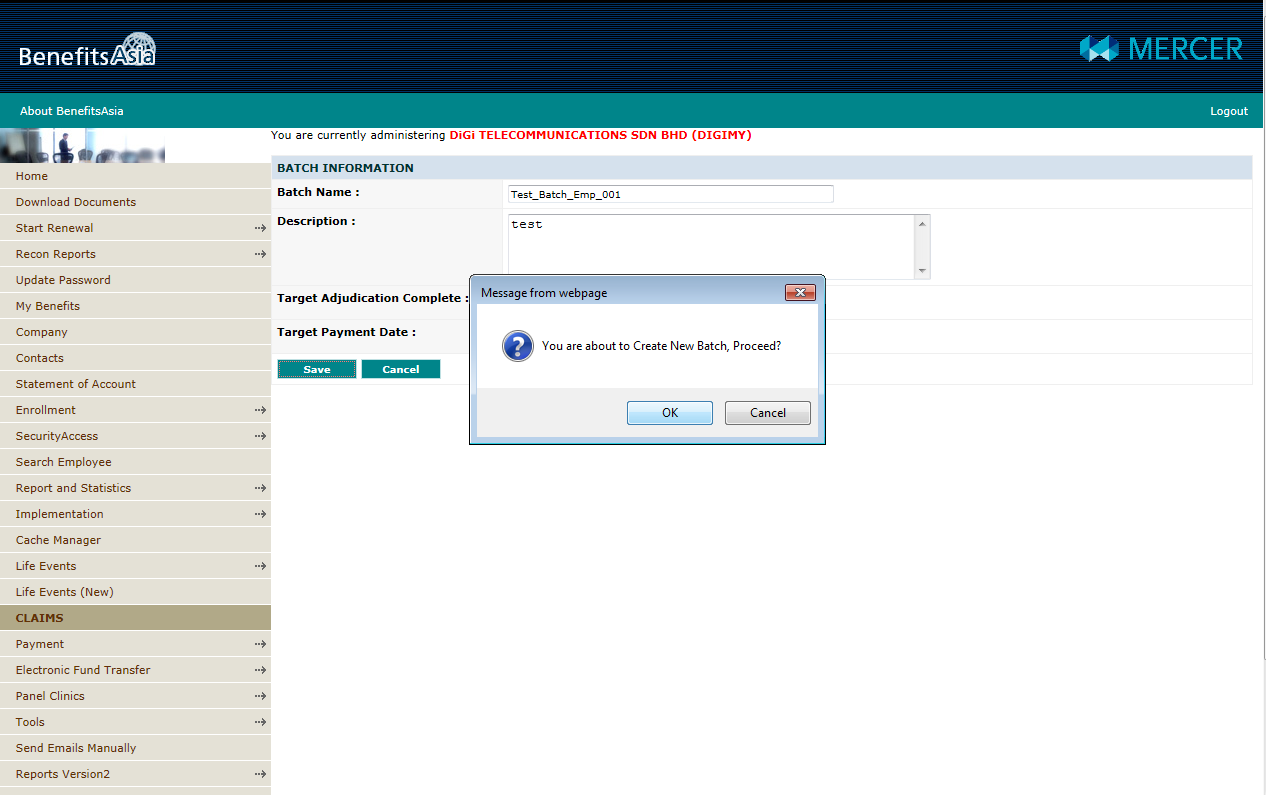 BenefitsAsia
MERCER
About BenefitsAsia
Logout
You are currently administering DiGi TELECOMMUNICATIONS SDN BHD (DIGIMY)
Home
Download Documents
Start Renewal
Recon Reports
Update Password
My Benefits
Company
Contacts
Statement of Account
Enrollment
SecurityAccess
Search Employee
Report and Statistics
Implementation
Cache Manager
Life Events
Life Events (New)
CLAIMS
Payment
Electronic Fund Transfer
Panel Clinics
Tools
Send Emails Manually
Reports Version2
BATCH INFORMATION
Batch Name : Test_Batch_Emp_001
Description : test
Target Adjudication Complete :
Target Payment Date :
Save Cancel
Message from webpage
You are about to Create New Batch, Proceed?
OK Cancel